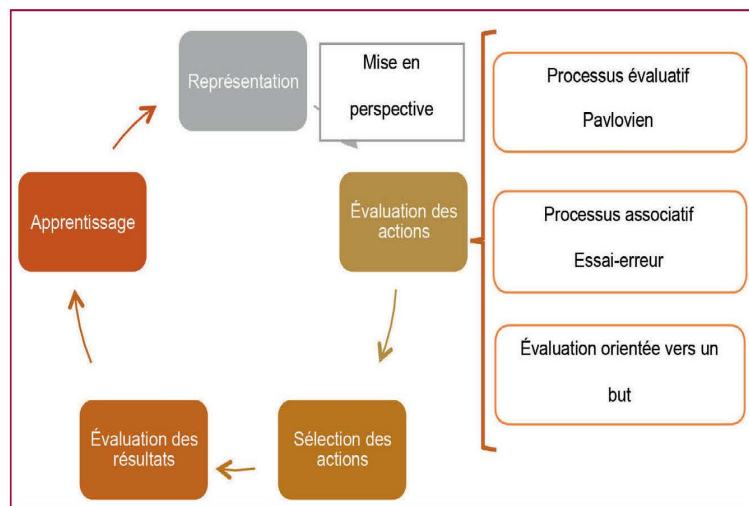 Représentation
Mise en
perspective
Évaluation des
actions
Sélection des
actions
Évaluation des
résultats
Apprentissage
Processus évaluatif
Pavlovien
Processus associatif
Essai-erreur
Évaluation orientée vers un
but